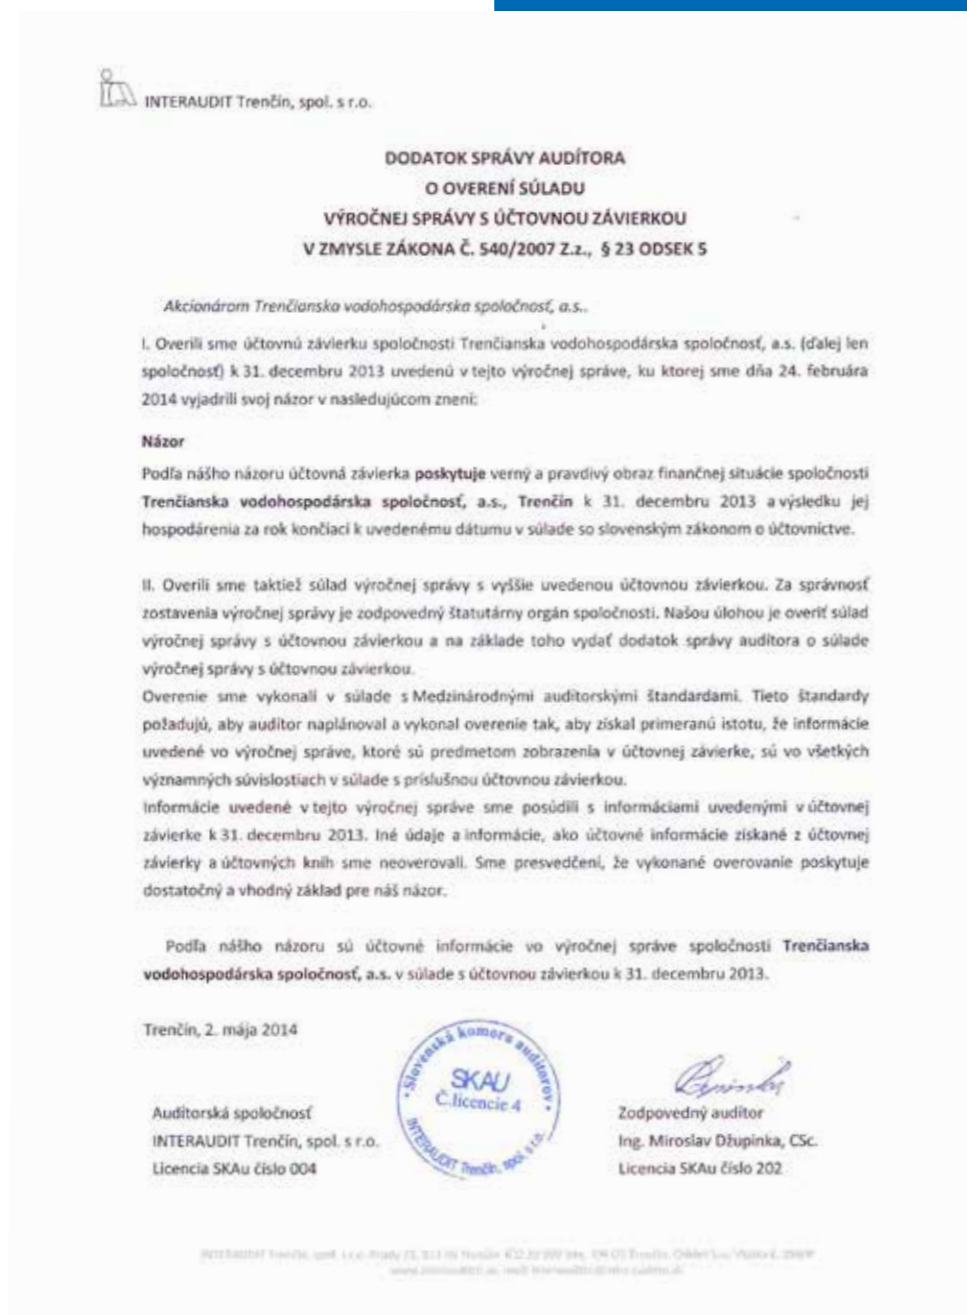 INTERAUDIT Trenčín, spol. s r.o.
DODATOK SPRÁVY AUDÍTORA
O OVERENÍ SÚLADU
VÝROČNEJ SPRÁVY S ÚČTOVNOU ZÁVIERKOU
V ZMYSLE ZÁKONA Č. 540/2007 Z.z., § 23 ODSEK 5
Akcionárom Trenčianska vodohospodárska spoločnosť, a.s..
I. Overili sme účtovnú závierku spoločnosti Trenčianska vodohospodárska spoločnosť, a.s. (ďalej len
spoločnosť) k 31. decembru 2013 uvedenú v tejto výročnej správe, ku ktorej sme dňa 24. februára
2014 vyjadrili svoj názor v nasledujúcom znení:
Názor
Podľa nášho názoru účtovná závierka poskytuje verný a pravdivý obraz finančnej situácie spoločnosti
Trenčianska vodohospodárska spoločnosť, a.s., Trenčín k 31. decembru 2013 a výsledku jej
hospodárenia za rok končiaci k uvedenému dátumu v súlade so slovenským zákonom o účtovníctve.
II. Overili sme taktiež súlad výročnej správy s vyššie uvedenou účtovnou závierkou. Za správnosť
zostavenia výročnej správy je zodpovedný štatutárny orgán spoločnosti. Našou úlohou je overiť súlad
výročnej správy s účtovnou závierkou a na základe toho vydať dodatok správy audítora o súlade
výročnej správy s účtovnou závierkou.
Overenie sme vykonali v súlade s Medzinárodnými audítorskými štandardami. Tieto štandardy
požadujú, aby audítor naplánoval a vykonal overenie tak, aby získal primeranú istotu, že informácie
uvedené vo výročnej správe, ktoré sú predmetom zobrazenia v účtovnej závierke, sú vo všetkých
významných súvislostiach v súlade s príslušnou účtovnou závierkou.
Informácie uvedené v tejto výročnej správe sme posúdili s informáciami uvedenými v účtovnej
závierke k 31. decembru 2013. Iné údaje a informácie, ako účtovné informácie získané z účtovnej
závierky a účtovných kníh sme neoverovali. Sme presvedčení, že vykonané overovanie poskytuje
dostatočný a vhodný základ pre náš názor.
Podľa nášho názoru sú účtovné informácie vo výročnej správe spoločnosti Trenčianska
vodohospodárska spoločnosť, a.s. v súlade s účtovnou závierkou k 31. decembru 2013.
Trenčín, 2. mája 2014
Slovenská komora audítorov
SKAU
Č.licencie 4
INTERAUDIT Trenčín, spol. s r.o.
Audítorská spoločnosť
INTERAUDIT Trenčín, spol. s r.o.
Licencia SKAu číslo 004
Zodpovedný audítor
Ing. Miroslav Džupinka, CSc.
Licencia SKAu číslo 202